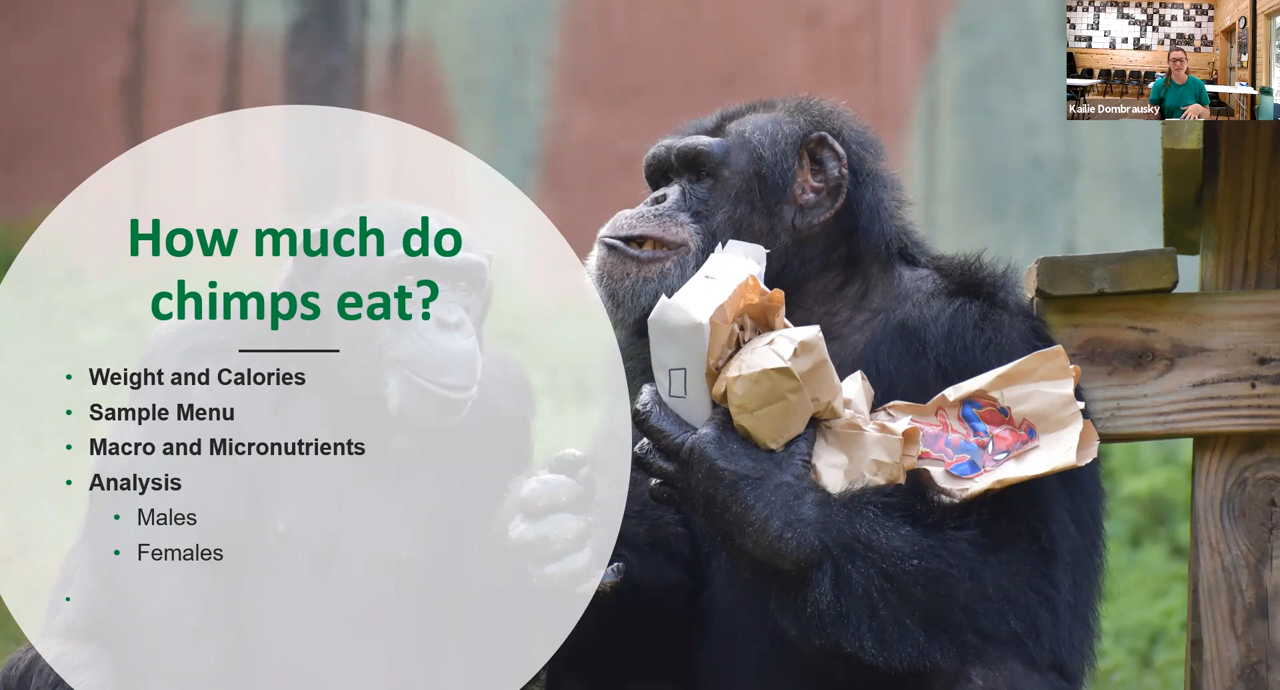 Kailie Dombrausky
How much do
chimps eat?
• Weight and Calories
• Sample Menu
• Macro and Micronutrients
• Analysis
• Males
• Females
•